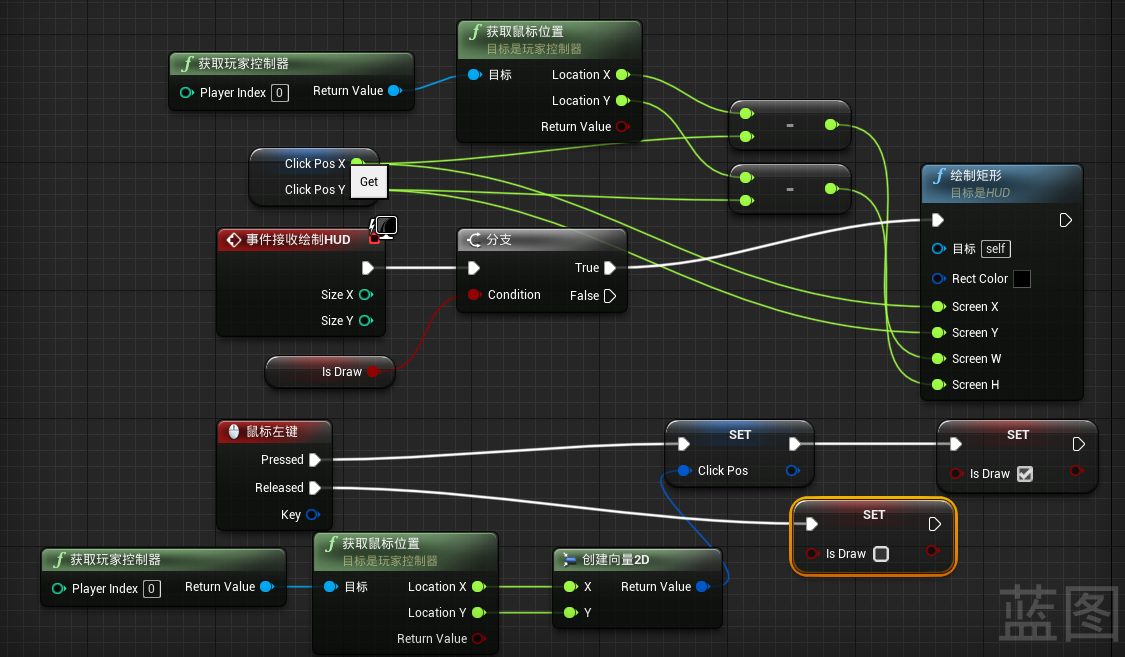 获取玩家控制器
Player Index 0
Return Value
获取鼠标位置
目标是玩家控制器
目标
Location X
Location Y
Return Value
-
-
Click Pos X
Click Pos Y
Get
事件接收绘制HUD
Size X
Size Y
分支
True
Condition
False
Is Draw
绘制矩形
目标是HUD
目标 self
Rect Color
Screen X
Screen Y
Screen W
Screen H
鼠标左键
Pressed
Released
Key
SET
Click Pos
SET
Is Draw
SET
Is Draw
获取玩家控制器
Player Index 0
Return Value
获取鼠标位置
目标是玩家控制器
目标
Location X
Location Y
Return Value
创建向量2D
X
Return Value
Y
蓝图